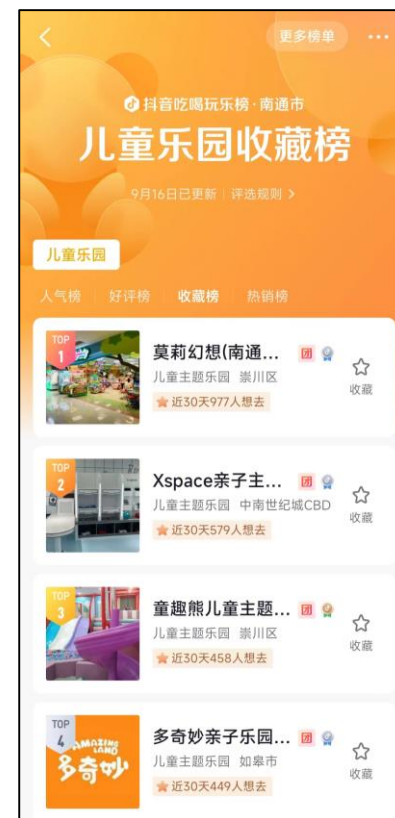 更多榜单
抖音吃喝玩乐榜·南通市
儿童乐园收藏榜
9月16日已更新 | 评选规则 >
儿童乐园
人气榜 | 好评榜 | 收藏榜 | 热销榜
TOP
1
莫莉幻想(南通... 团
儿童主题乐园 崇川区
近30天977人想去
收藏
TOP
2
Xspace亲子主... 团
儿童主题乐园 中南世纪城CBD
近30天579人想去
收藏
TOP
3
童趣熊儿童主题... 团
儿童主题乐园 崇川区
近30天458人想去
收藏
TOP
4
AMAZING
LAND
多奇妙
多奇妙亲子乐园... 团
儿童主题乐园 如皋市
近30天449人想去
收藏